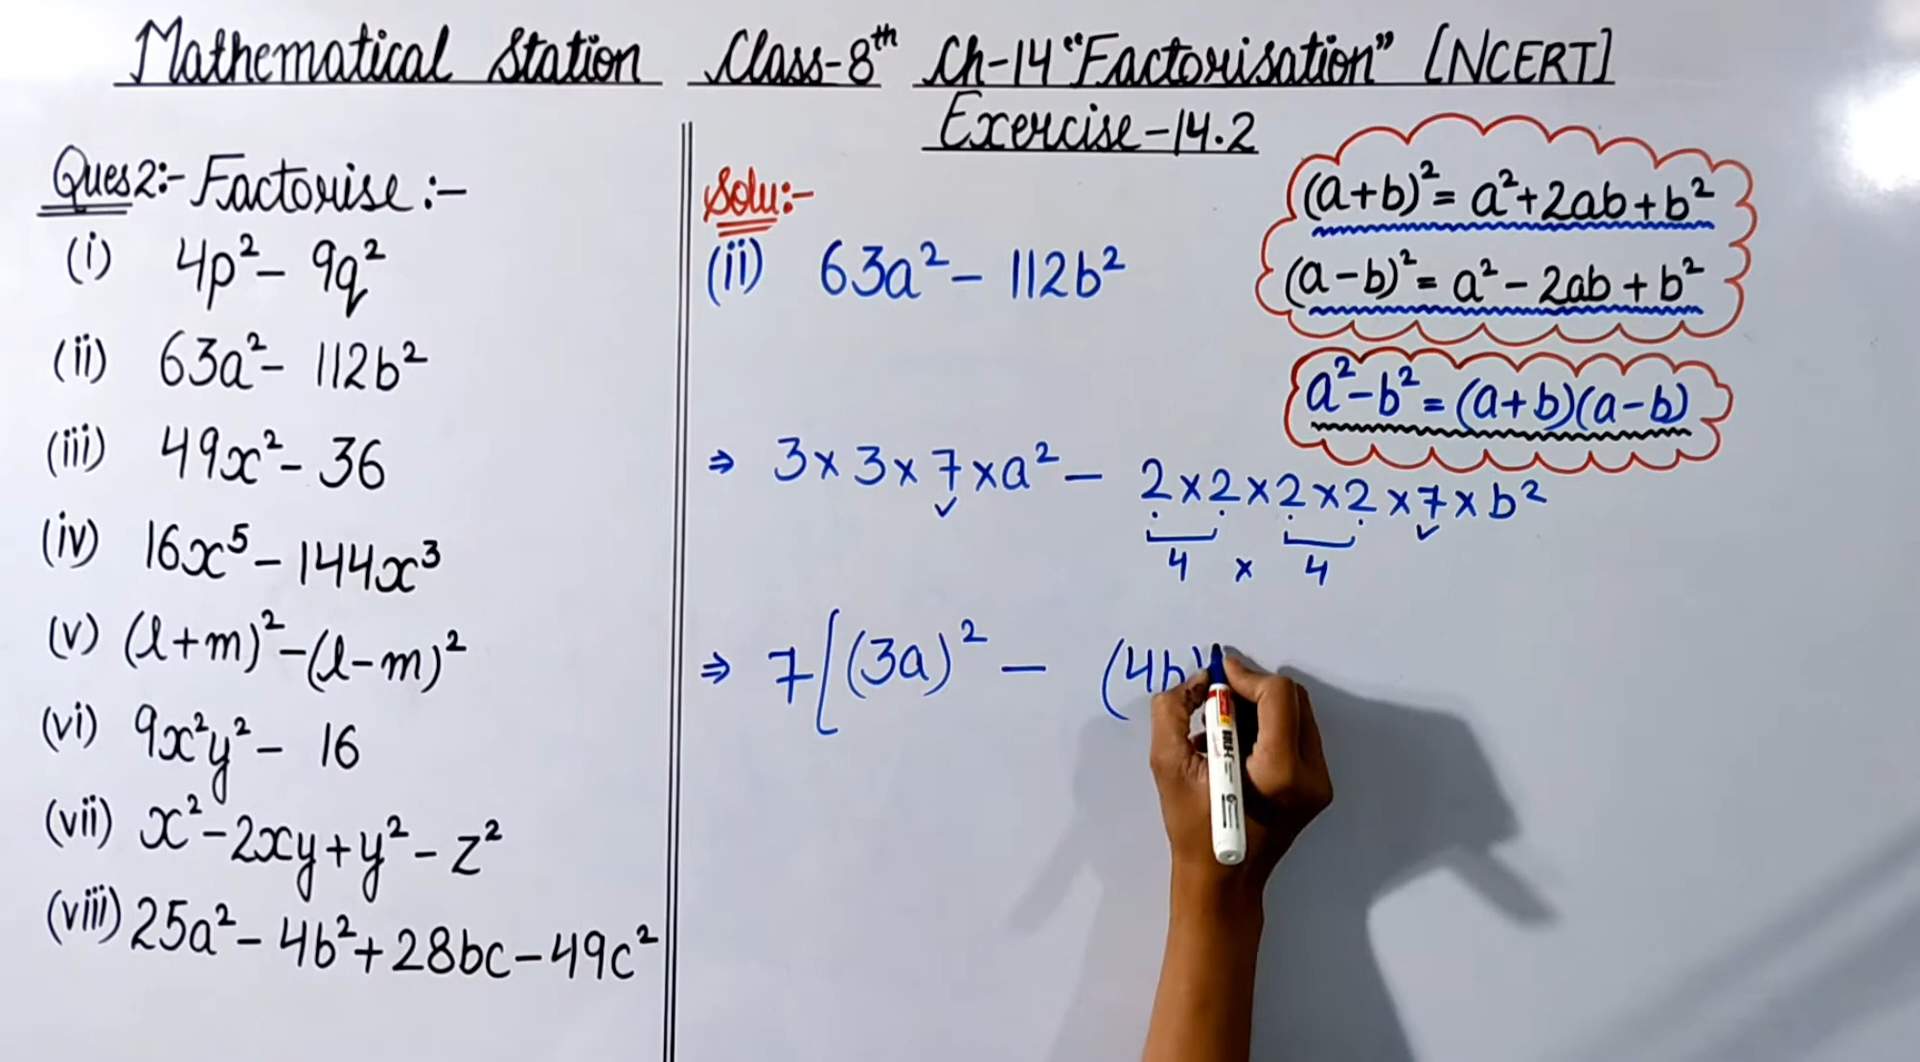 Mathematical Station Class-8th Ch-14 "Factorisation" [NCERT]
Exercise-14.2
Ques2:- Factorise:-
(i) 4p²- 9q²
(ii) 63a²- 112b²
(iii) 49x²- 36
(iv) 16x⁵- 144x³
(v) (l+m)²-(l-m)²
(vi) 9x²y²- 16
(vii) x²-2xy+y²-z²
(viii) 25a²- 4b²+28bc-49c²
Solu:-
(ii) 63a²- 112b²
⇒ 3×3×7×a²- 2×2×2×2×7×b²
4 × 4
⇒ 7[(3a)²- (4b)
(a+b)²= a²+2ab+b²
(a-b)²= a²-2ab+b²
a²-b²=(a+b)(a-b)